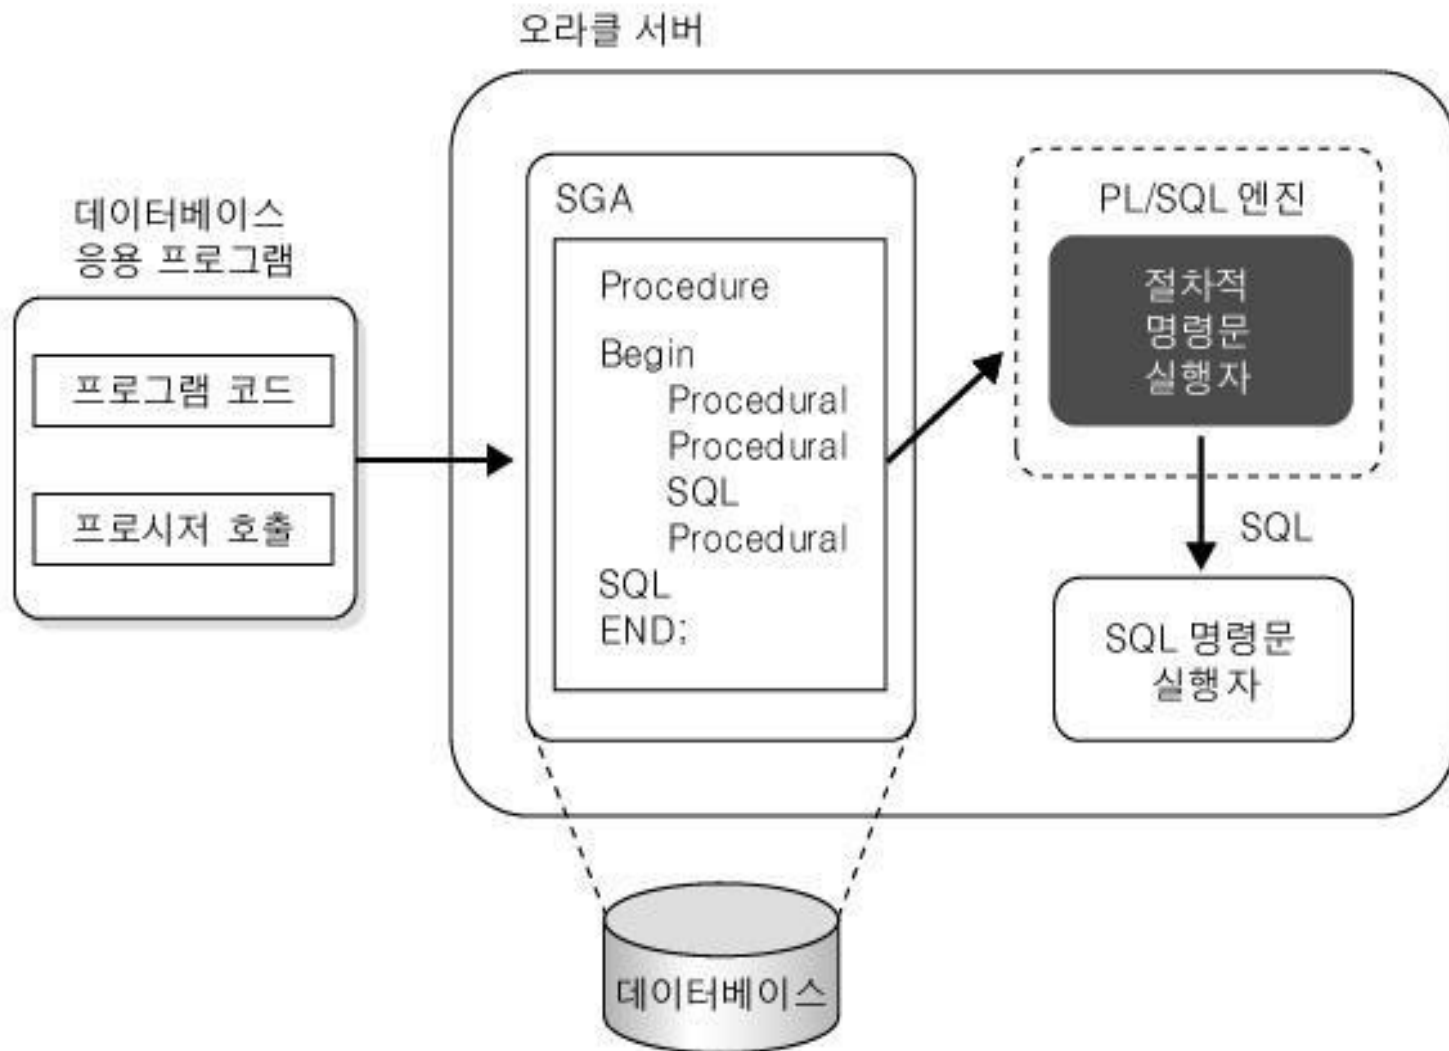 오라클 서버
데이터베이스
응용 프로그램
프로그램 코드
프로시저 호출
SGA
Procedure
Begin
Procedural
Procedural
SQL
Procedural
SQL
END;
PL/SQL 엔진
절차적
명령문
실행자
SQL
SQL 명령문
실행자
데이터베이스